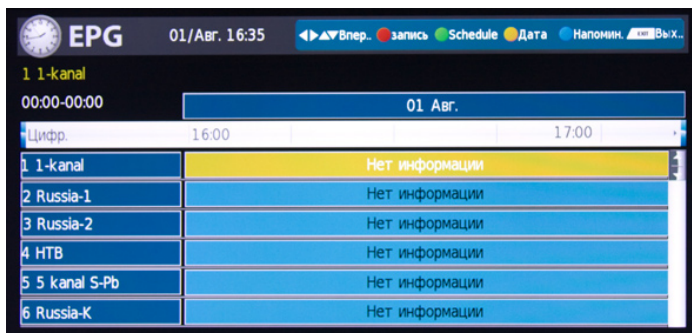 EPG 01/Авг. 16:35 Впер.. запись Schedule Дата Напомин. EXIT Вых..
1 1-kanal
00:00-00:00 01 Авг.
Цифр. 16:00 17:00
1 1-kanal Нет информации
2 Russia-1 Нет информации
3 Russia-2 Нет информации
4 НТВ Нет информации
5 5 kanal S-Pb Нет информации
6 Russia-K Нет информации